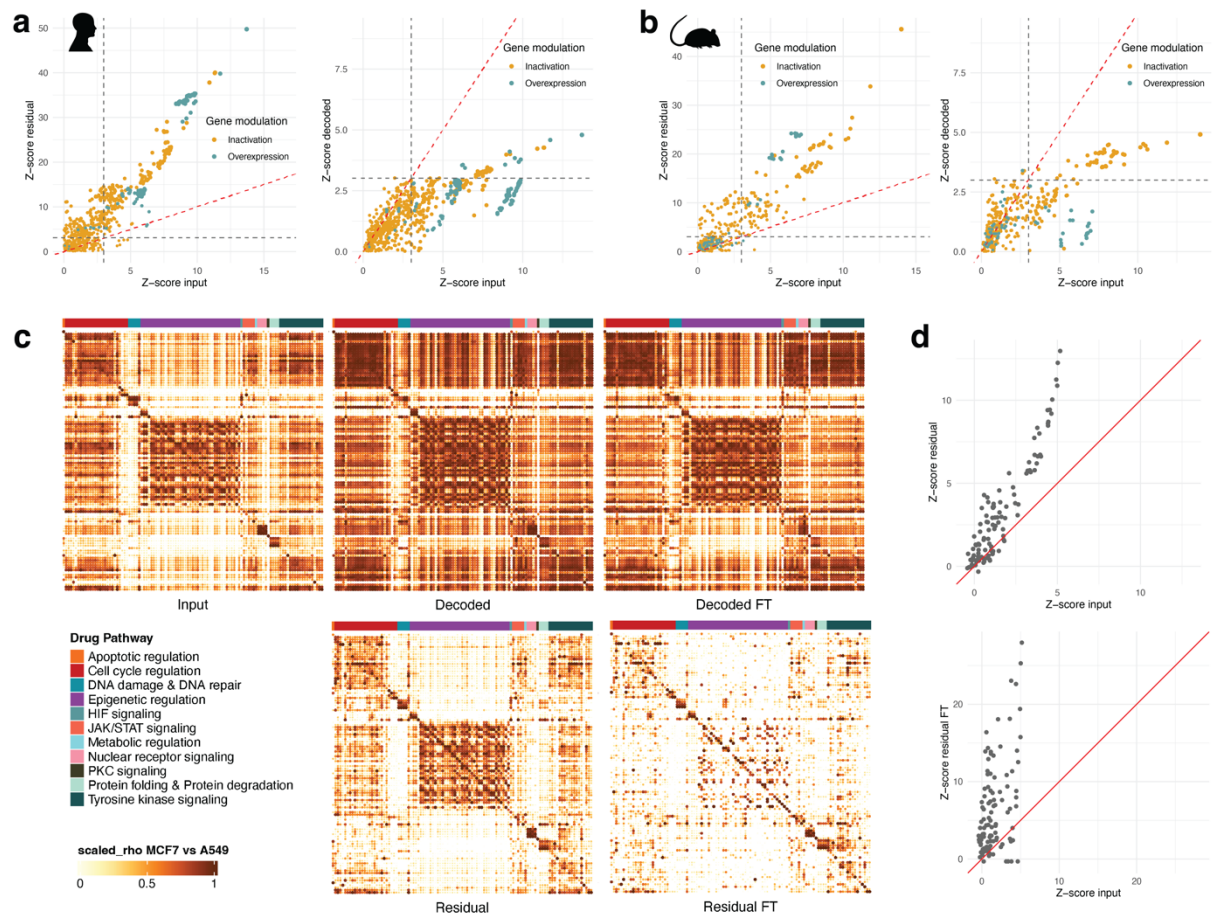 a
Z-score residual
50
40
30
20
10
0
0
5
10
15
Z-score input
Gene modulation
Inactivation
Overexpression
Z-score decoded
7.5
5.0
2.5
0.0
0
5
10
Z-score input
Gene modulation
Inactivation
Overexpression
b
Z-score residual
40
30
20
10
0
0
5
10
15
Z-score input
Gene modulation
Inactivation
Overexpression
Z-score decoded
7.5
5.0
2.5
0.0
0
5
10
Z-score input
Gene modulation
Inactivation
Overexpression
c
Input
Decoded
Decoded FT
Drug Pathway
Apoptotic regulation
Cell cycle regulation
DNA damage & DNA repair
Epigenetic regulation
HIF signaling
JAK/STAT signaling
Metabolic regulation
Nuclear receptor signaling
PKC signaling
Protein folding & Protein degradation
Tyrosine kinase signaling
scaled_rho MCF7 vs A549
0
0.5
1
Residual
Residual FT
d
Z-score residual
10
5
0
0
5
10
Z-score input
Z-score residual FT
20
10
0
0
10
20
Z-score input